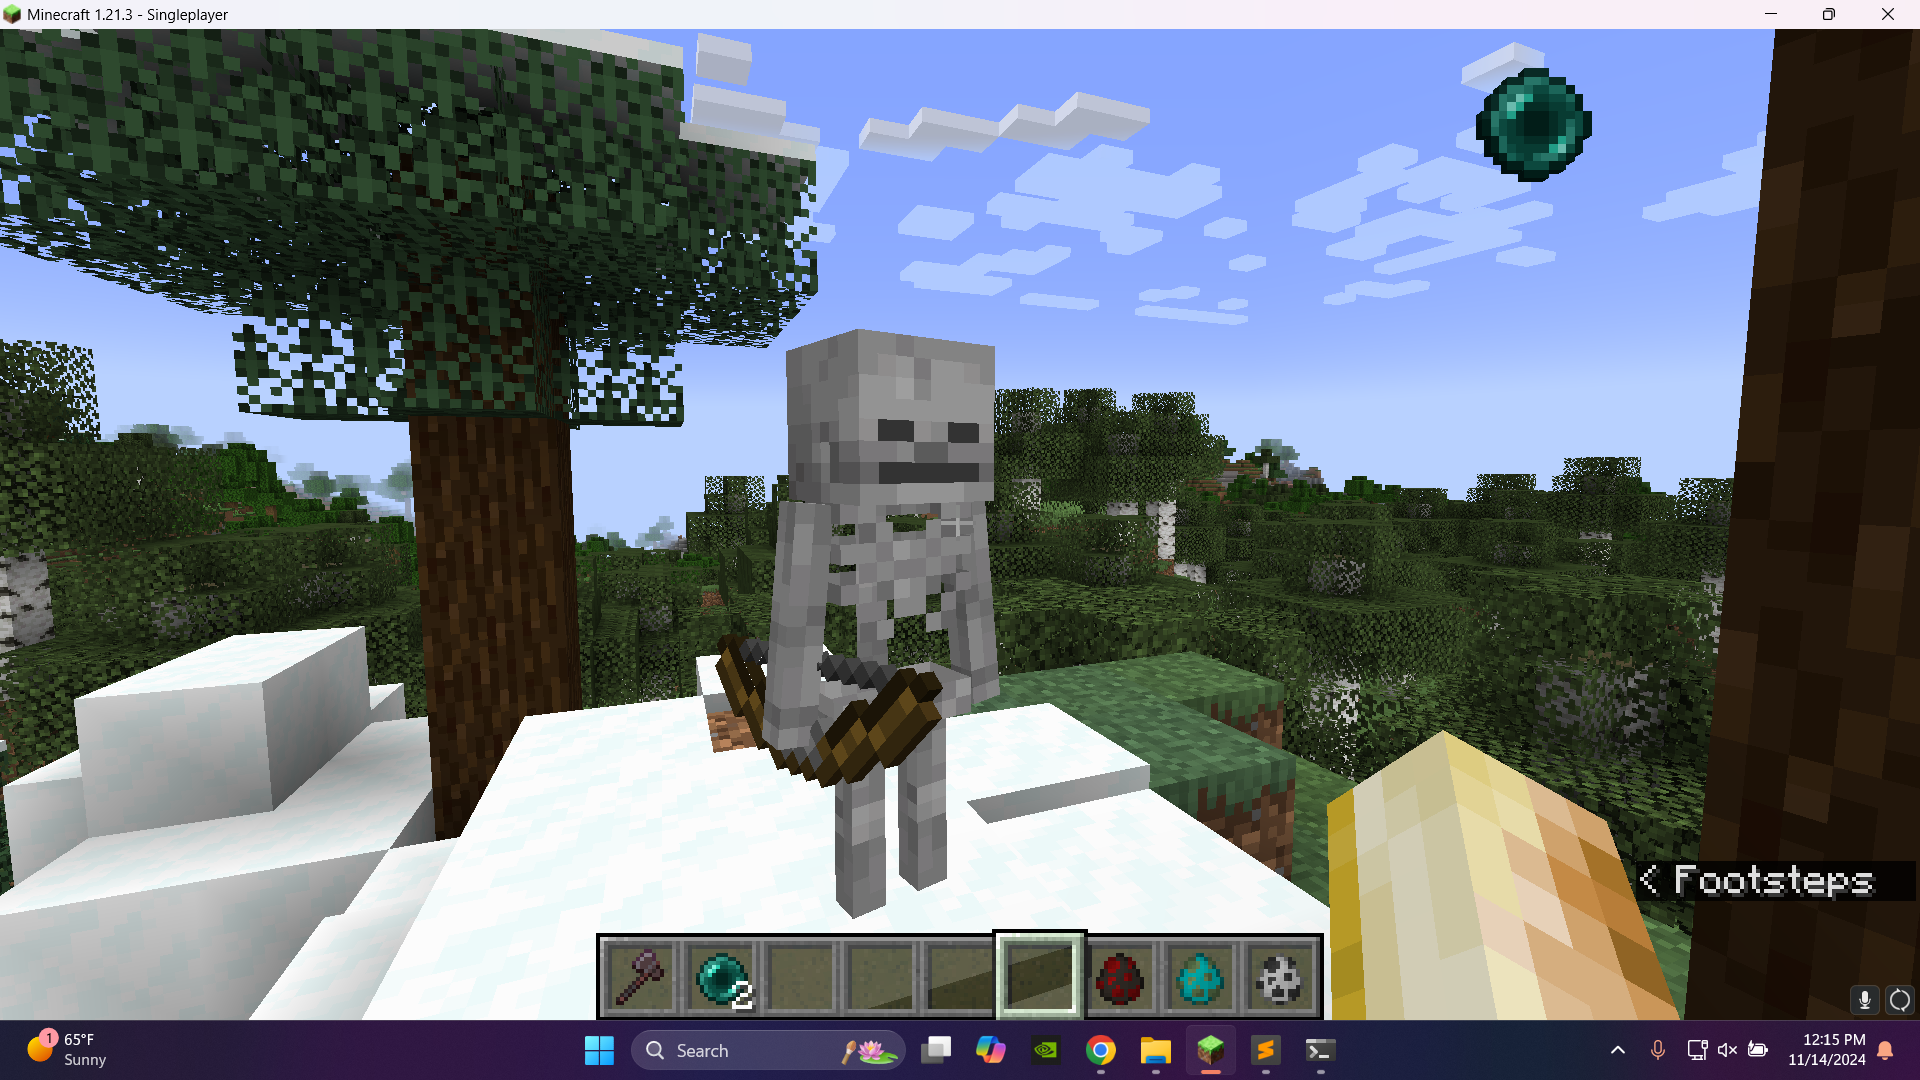 Minecraft 1.21.3 - Singleplayer
< Footsteps
2
1
65°F
Sunny
Search
12:15 PM
11/14/2024